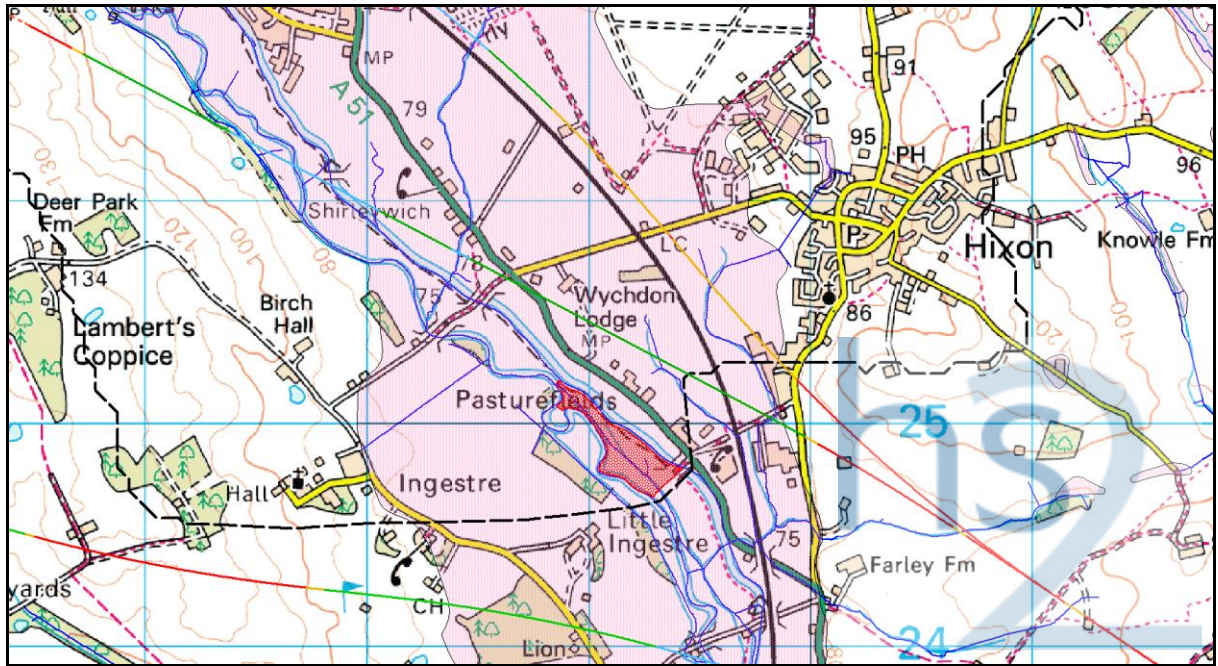 MP
A51
79
91
95
PH
96
Deer Park
Fm
134
130
120
100
80
Shirleywich
78
75
LC
P
Hixon
Knowle Fm
Birch
Hall
Lambert's
Coppice
Wychdon
Lodge
MP
86
120
100
Pasturefields
25
hs2
Hall
Ingestre
Little
Ingestre
75
Farley Fm
yards
CH
Lion
24